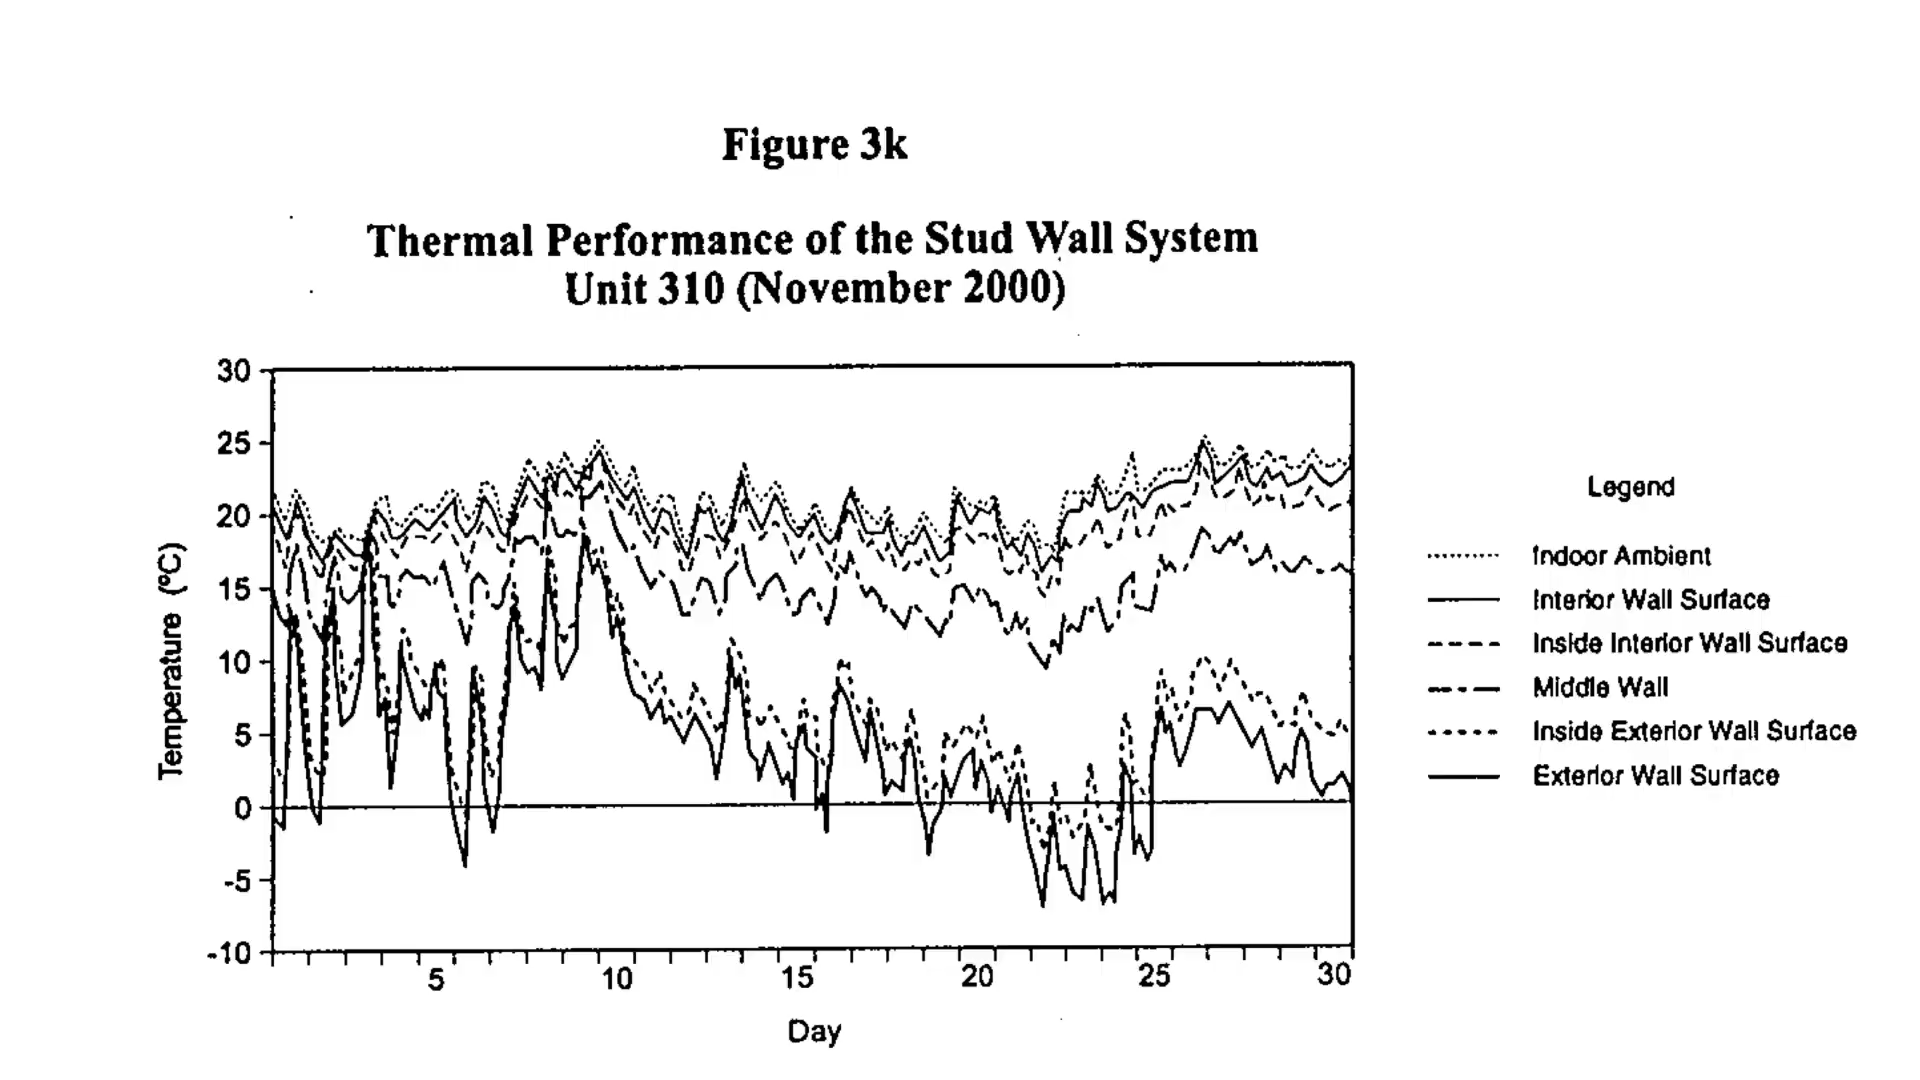 Figure 3k
Thermal Performance of the Stud Wall System
Unit 310 (November 2000)
30
25
20
15
10
5
0
-5
-10
Temperature (ºC)
5 10 15 20 25 30
Day
Legend
Indoor Ambient
Interior Wall Surface
Inside Interior Wall Surface
Middle Wall
Inside Exterior Wall Surface
Exterior Wall Surface